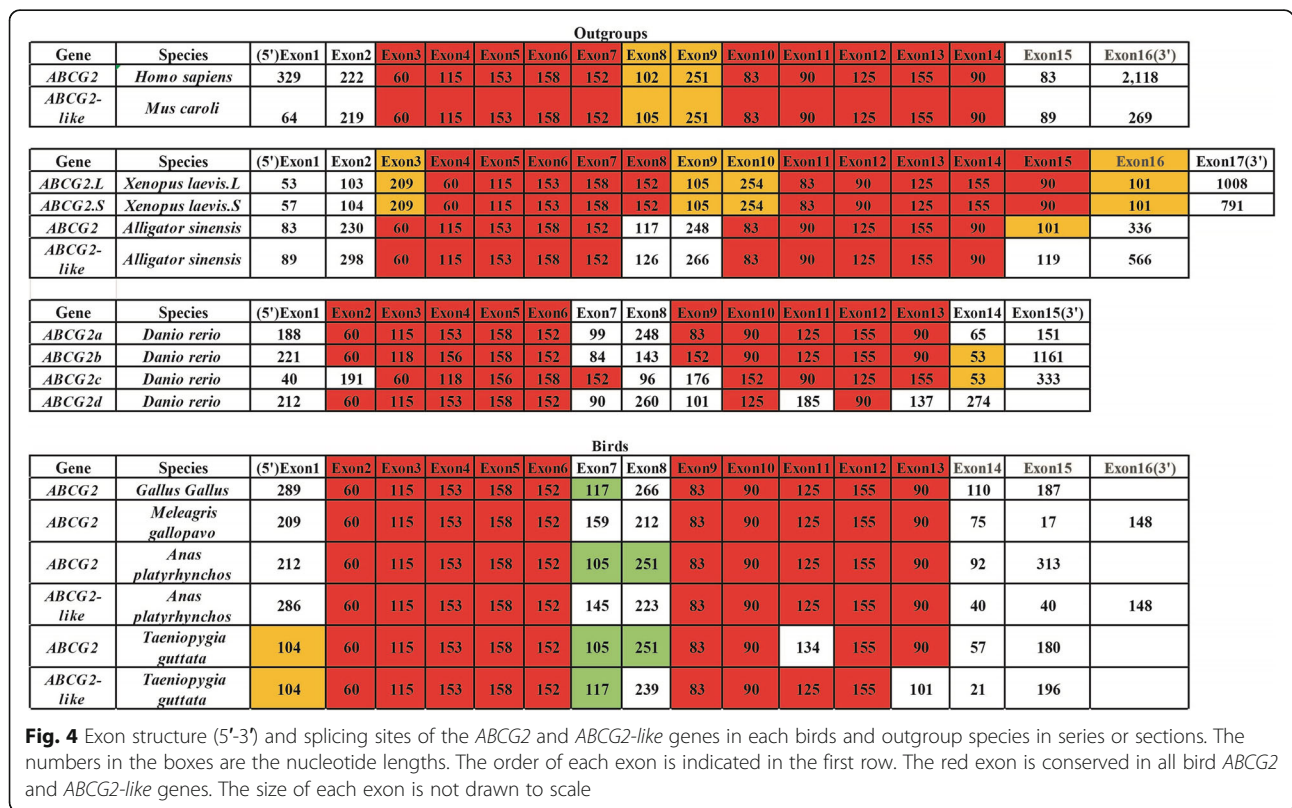 Outgroups
Gene Species (5')Exon1 Exon2 Exon3 Exon4 Exon5 Exon6 Exon7 Exon8 Exon9 Exon10 Exon11 Exon12 Exon13 Exon14 Exon15 Exon16(3')
ABCG2 Homo sapiens 329 222 60 115 153 158 152 102 251 83 90 125 155 90 83 2,118
ABCG2-like Mus caroli 64 219 60 115 153 158 152 105 251 83 90 125 155 90 89 269
Gene Species (5')Exon1 Exon2 Exon3 Exon4 Exon5 Exon6 Exon7 Exon8 Exon9 Exon10 Exon11 Exon12 Exon13 Exon14 Exon15 Exon16 Exon17(3')
ABCG2.L Xenopus laevis.L 53 103 209 60 115 153 158 152 105 254 83 90 125 155 90 101 1008
ABCG2.S Xenopus laevis.S 57 104 209 60 115 153 158 152 105 254 83 90 125 155 90 101 791
ABCG2 Alligator sinensis 83 230 60 115 153 158 152 117 248 83 90 125 155 90 101 336
ABCG2-like Alligator sinensis 89 298 60 115 153 158 152 126 266 83 90 125 155 90 119 566
Gene Species (5')Exon1 Exon2 Exon3 Exon4 Exon5 Exon6 Exon7 Exon8 Exon9 Exon10 Exon11 Exon12 Exon13 Exon14 Exon15(3')
ABCG2a Danio rerio 188 60 115 153 158 152 99 248 83 90 125 155 90 65 151
ABCG2b Danio rerio 221 60 118 156 158 152 84 143 152 90 125 155 90 53 1161
ABCG2c Danio rerio 40 191 60 118 156 158 152 96 176 152 90 125 155 53 333
ABCG2d Danio rerio 212 60 115 153 158 152 90 260 101 125 185 90 137 274
Birds
Gene Species (5')Exon1 Exon2 Exon3 Exon4 Exon5 Exon6 Exon7 Exon8 Exon9 Exon10 Exon11 Exon12 Exon13 Exon14 Exon15 Exon16(3')
ABCG2 Gallus Gallus 289 60 115 153 158 152 117 266 83 90 125 155 90 110 187
ABCG2 Meleagris gallopavo 209 60 115 153 158 152 159 212 83 90 125 155 90 75 17 148
ABCG2 Anas platyrhynchos 212 60 115 153 158 152 105 251 83 90 125 155 90 92 313
ABCG2-like Anas platyrhynchos 286 60 115 153 158 152 145 223 83 90 125 155 90 40 40 148
ABCG2 Taeniopygia guttata 104 60 115 153 158 152 105 251 83 90 134 155 90 57 180
ABCG2-like Taeniopygia guttata 104 60 115 153 158 152 117 239 83 90 125 155 101 21 196
Fig. 4 Exon structure (5′-3′) and splicing sites of the ABCG2 and ABCG2-like genes in each birds and outgroup species in series or sections. The
numbers in the boxes are the nucleotide lengths. The order of each exon is indicated in the first row. The red exon is conserved in all bird ABCG2
and ABCG2-like genes. The size of each exon is not drawn to scale